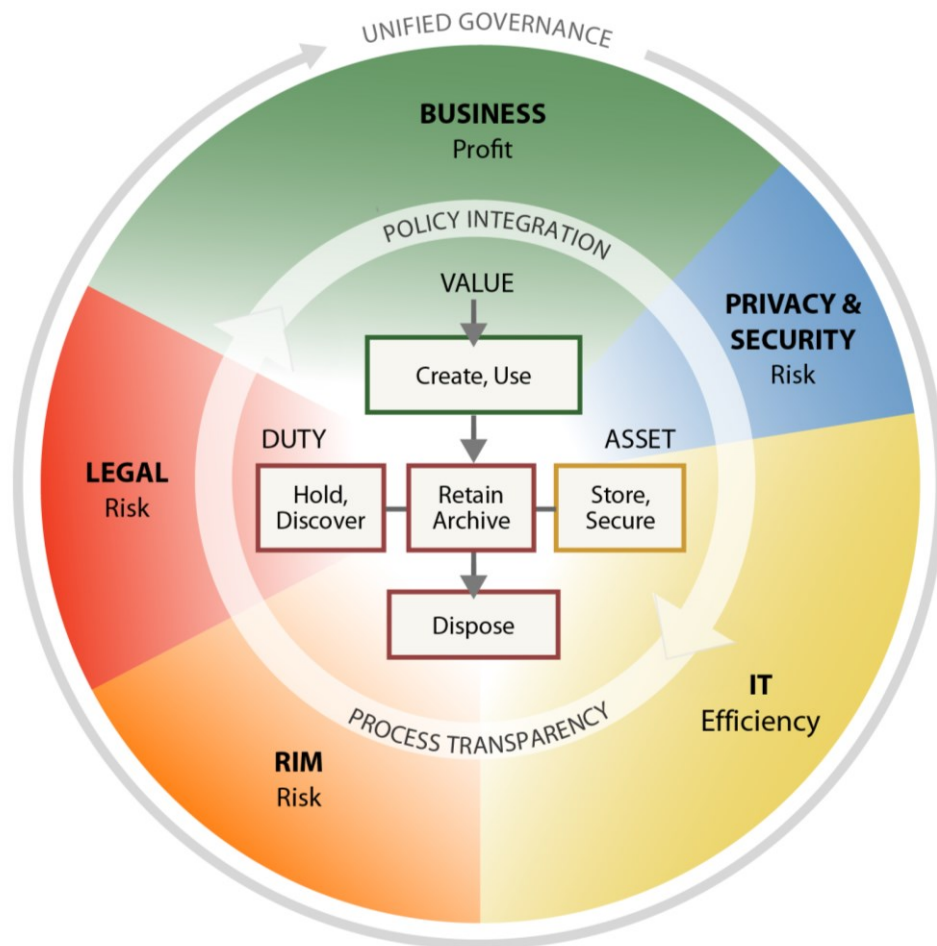 UNIFIED GOVERNANCE
BUSINESS
Profit
POLICY INTEGRATION
VALUE
PRIVACY &
SECURITY
Risk
Create, Use
DUTY
ASSET
LEGAL
Risk
Hold,
Discover
Retain
Archive
Store,
Secure
Dispose
IT
Efficiency
PROCESS TRANSPARENCY
RIM
Risk